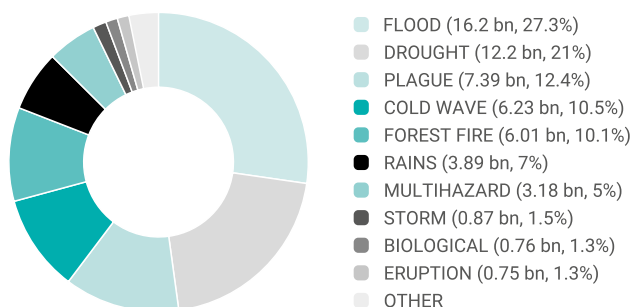 FLOOD (16.2 bn, 27.3%)
DROUGHT (12.2 bn, 21%)
PLAGUE (7.39 bn, 12.4%)
COLD WAVE (6.23 bn, 10.5%)
FOREST FIRE (6.01 bn, 10.1%)
RAINS (3.89 bn, 7%)
MULTIHAZARD (3.18 bn, 5%)
STORM (0.87 bn, 1.5%)
BIOLOGICAL (0.76 bn, 1.3%)
ERUPTION (0.75 bn, 1.3%)
OTHER